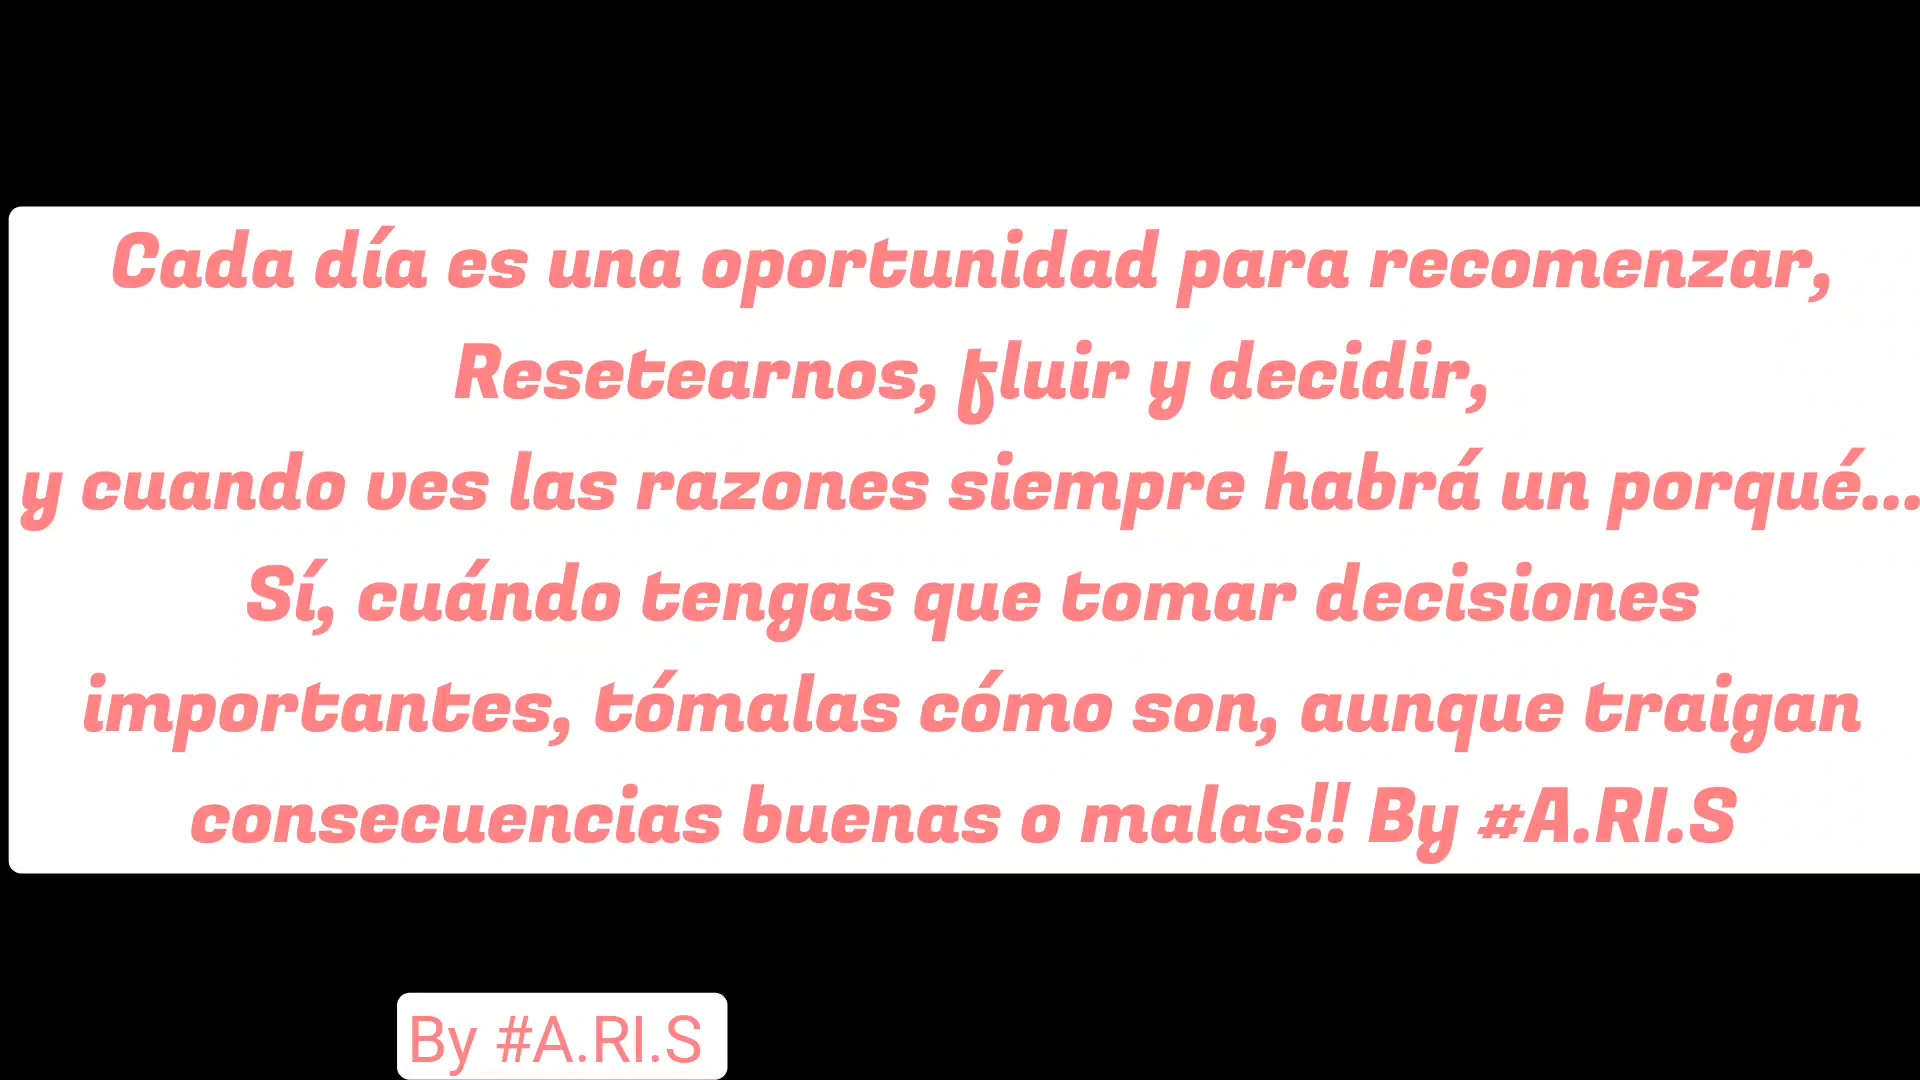 Cada día es una oportunidad para recomenzar,
Resetearnos, fluir y decidir,
y cuando ves las razones siempre habrá un porqué...
Sí, cuándo tengas que tomar decisiones
importantes, tómalas cómo son, aunque traigan
consecuencias buenas o malas!! By #A.RI.S
By #A.RI.S